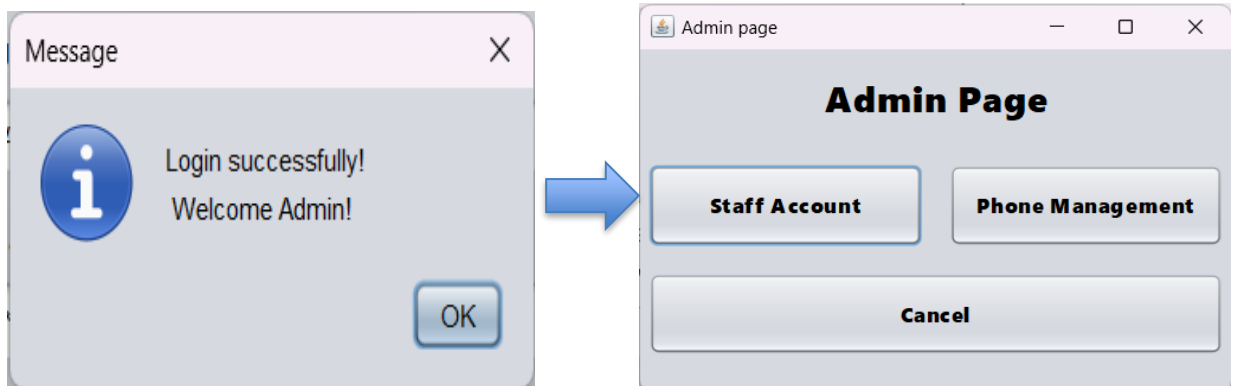 Message
Login successfully!
Welcome Admin!
OK
Admin page
Admin Page
Staff Account
Phone Management
Cancel